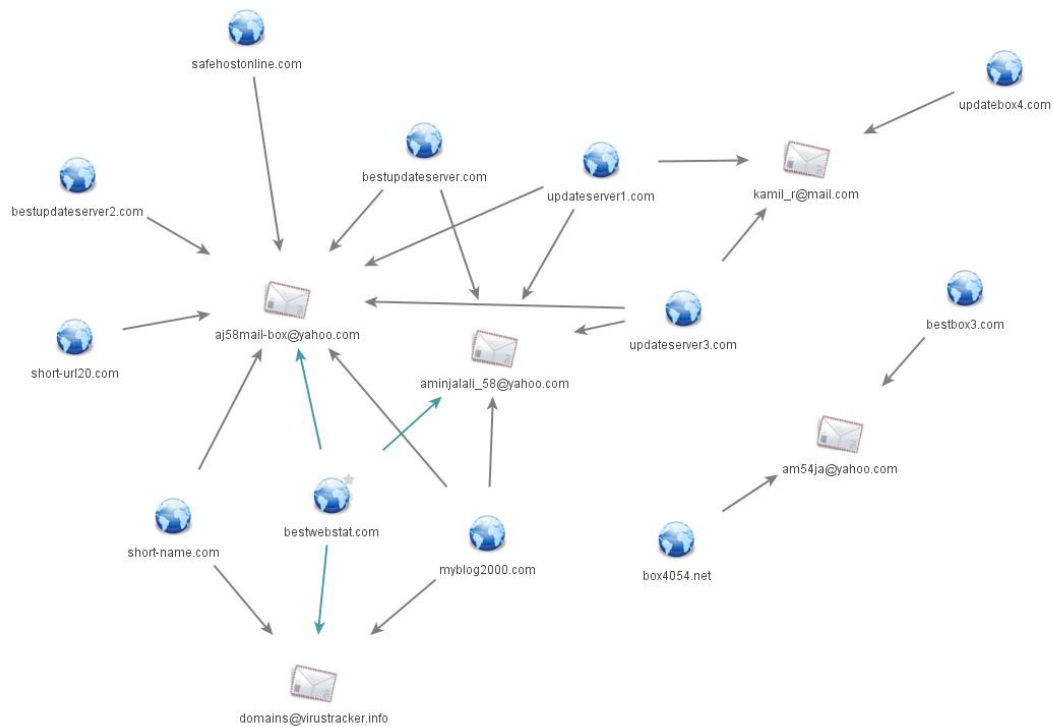 safehostonline.com
updatebox4.com
bestupdateserver.com
updateserver1.com
kamil_r@mail.com
bestupdateserver2.com
aj58mail-box@yahoo.com
updateserver3.com
bestbox3.com
short-url20.com
aminjalali_58@yahoo.com
am54ja@yahoo.com
short-name.com
bestwebstat.com
myblog2000.com
box4054.net
domains@virustracker.info